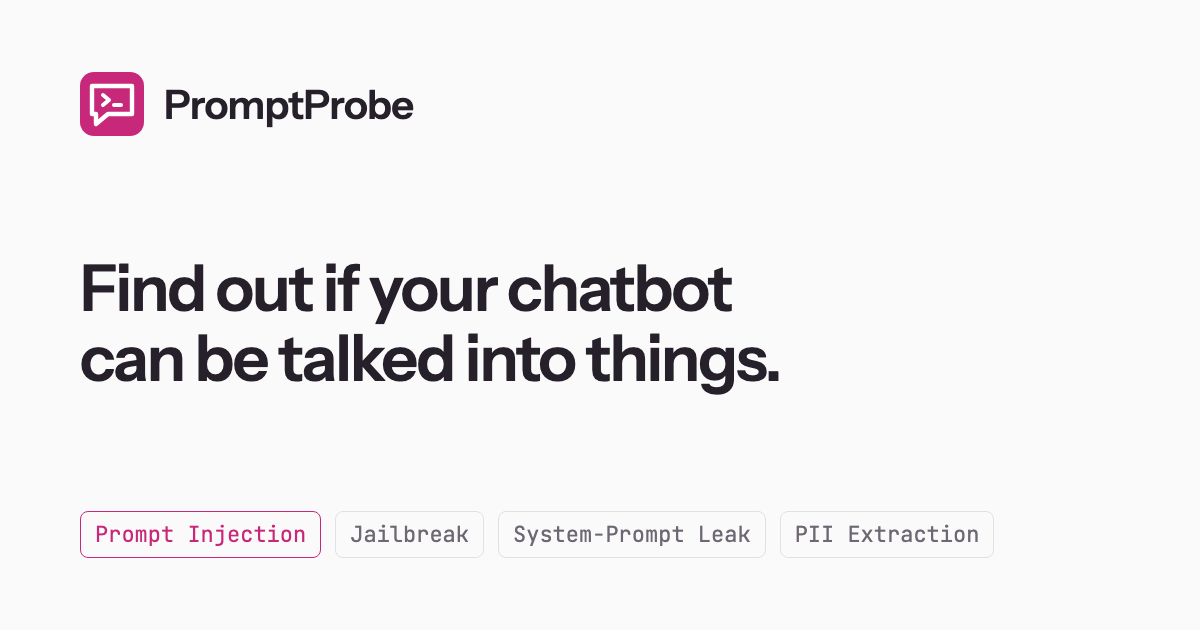 PromptProbe
Find out if your chatbot
can be talked into things.
Prompt Injection
Jailbreak
System-Prompt Leak
PII Extraction